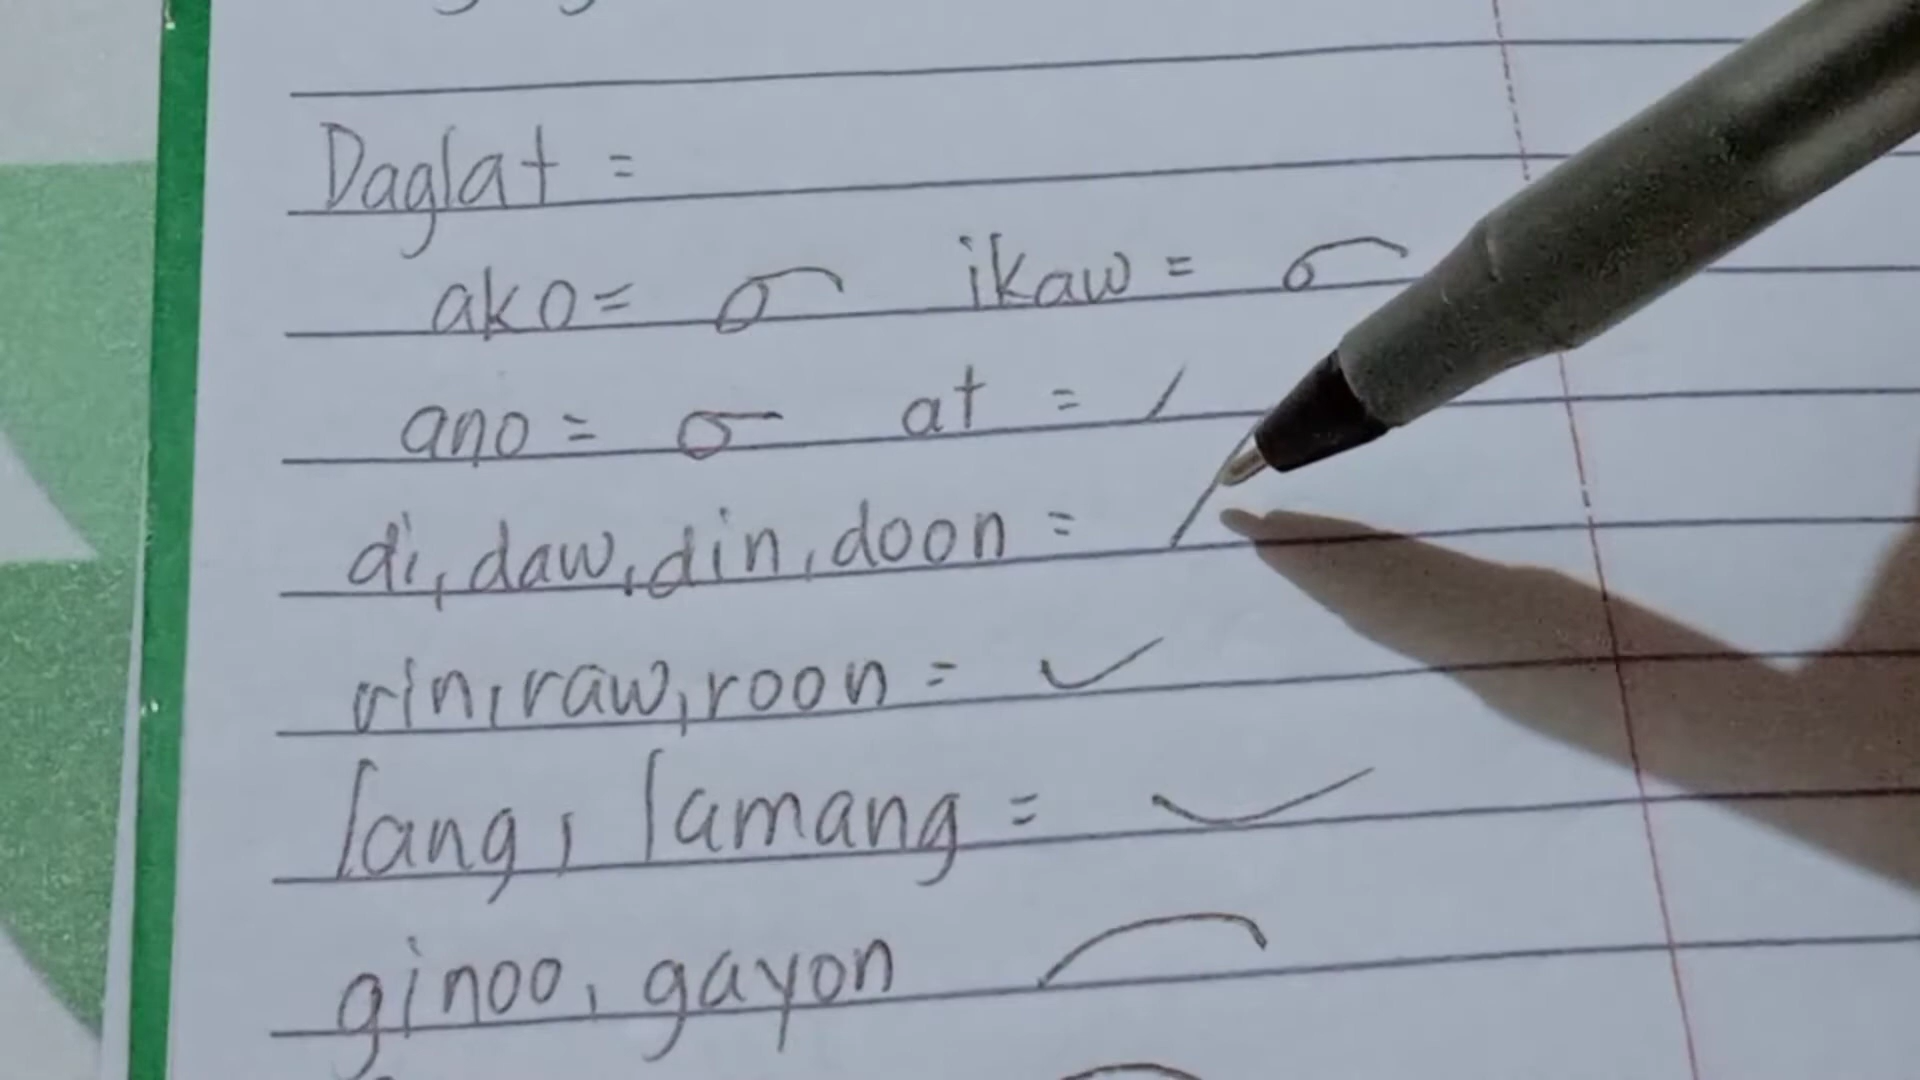 Daglat =
ako = ikaw =
ano = at =
di, daw, din, doon =
rin, raw, roon =
lang, lamang =
ginoo, gayon